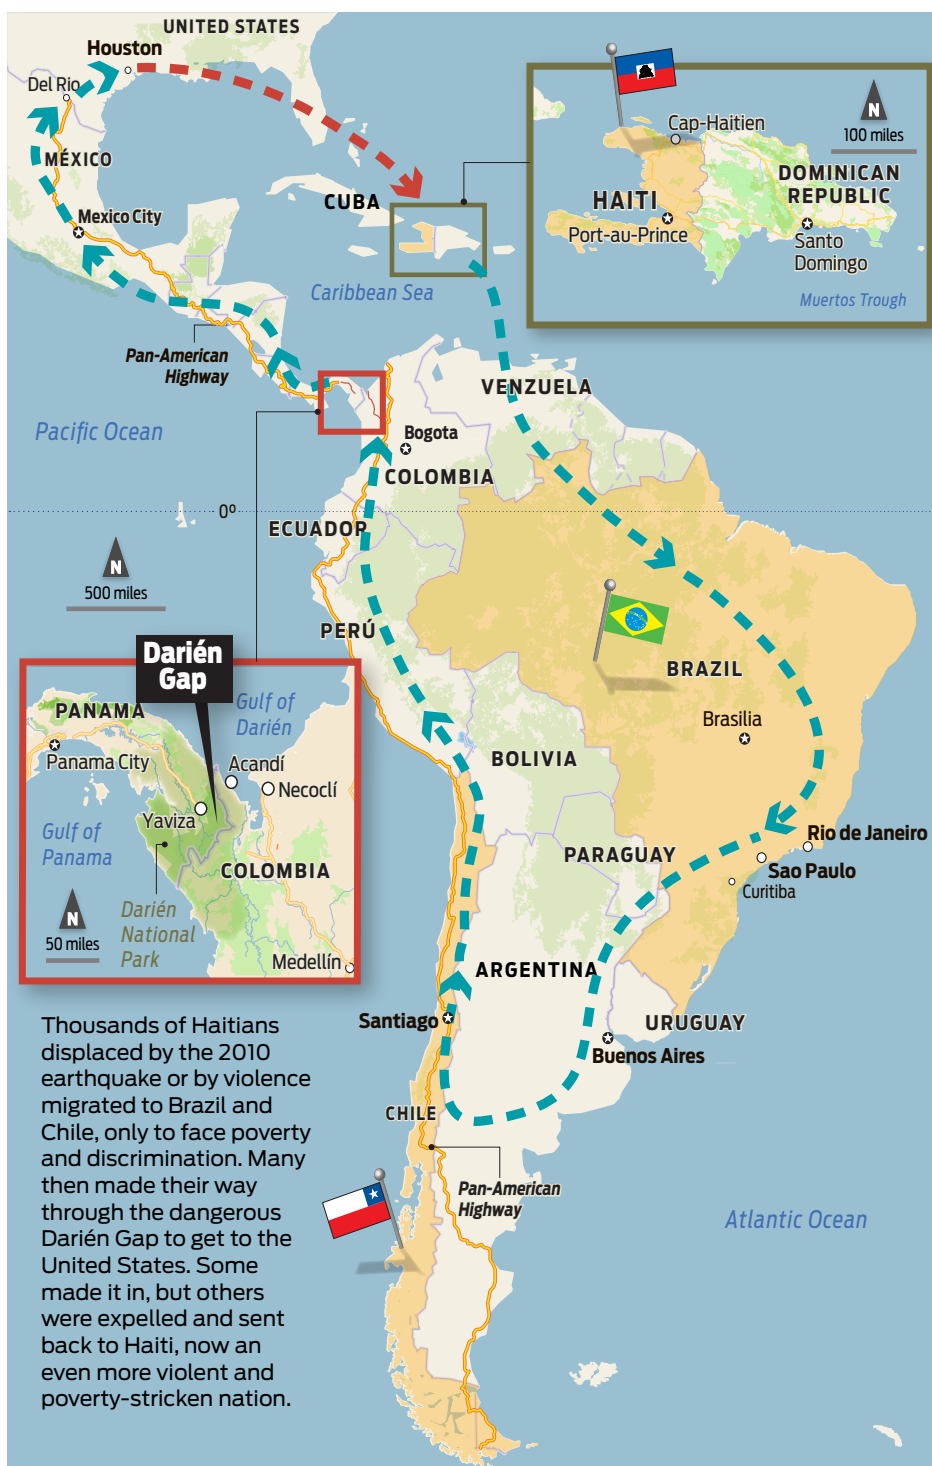 UNITED STATES
Houston
Del Rio
MÉXICO
Mexico City
CUBA
Caribbean Sea
Pan-American
Highway
Pacific Ocean
N
100 miles
Cap-Haitien
DOMINICAN
REPUBLIC
HAITI
Port-au-Prince
Santo
Domingo
Muertos Trough
VENZUELA
Bogota
COLOMBIA
0º
ECUADOR
N
500 miles
PERÚ
BRAZIL
Brasilia
BOLIVIA
Rio de Janeiro
Sao Paulo
Curitiba
PARAGUAY
ARGENTINA
Santiago
URUGUAY
Buenos Aires
CHILE
Pan-American
Highway
Atlantic Ocean
Darién
Gap
PANAMA
Gulf of
Darién
Panama City
Acandí
Necoclí
Yaviza
Gulf of
Panama
COLOMBIA
N
50 miles
Darién
National
Park
Medellín
Thousands of Haitians
displaced by the 2010
earthquake or by violence
migrated to Brazil and
Chile, only to face poverty
and discrimination. Many
then made their way
through the dangerous
Darién Gap to get to the
United States. Some
made it in, but others
were expelled and sent
back to Haiti, now an
even more violent and
poverty-stricken nation.